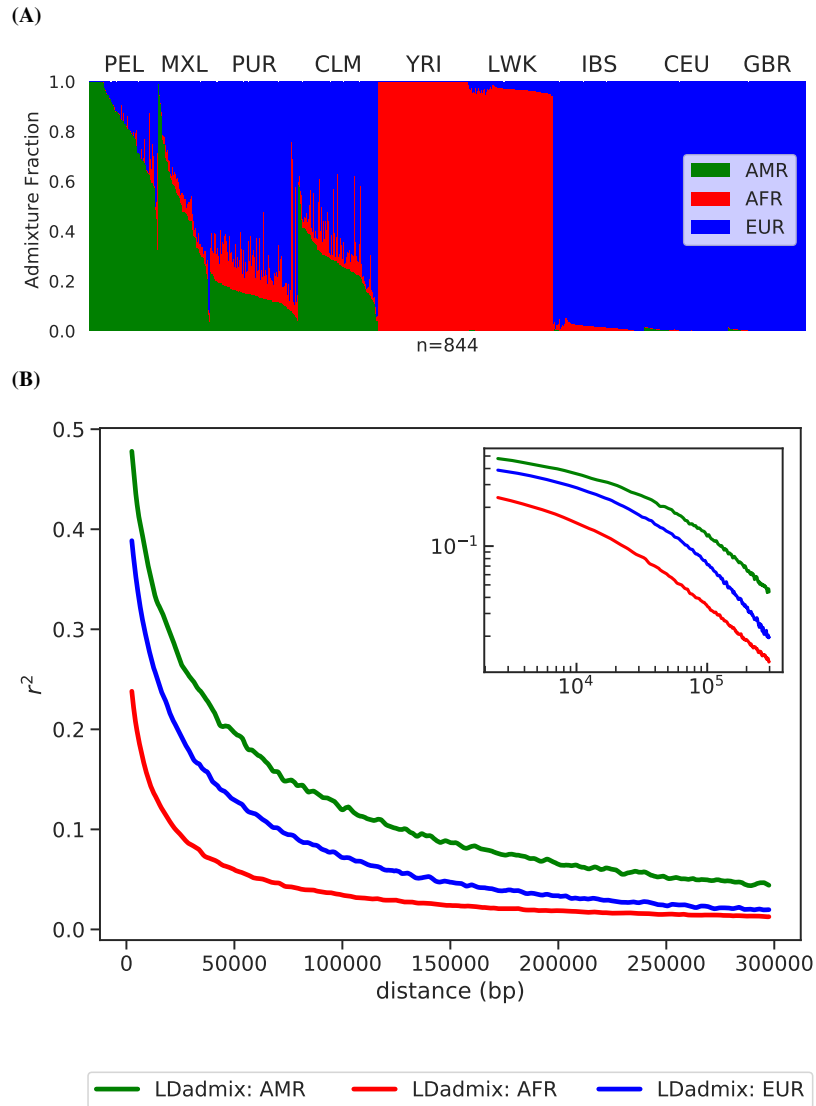 (A)
PEL MXL PUR CLM YRI LWK IBS CEU GBR
1.0
0.8
0.6
0.4
0.2
0.0
Admixture Fraction
AMR
AFR
EUR
n=844
(B)
0.5
0.4
0.3
0.2
0.1
0.0
r²
10⁻¹
10⁴ 10⁵
0 50000 100000 150000 200000 250000 300000
distance (bp)
LDadmix: AMR LDadmix: AFR LDadmix: EUR